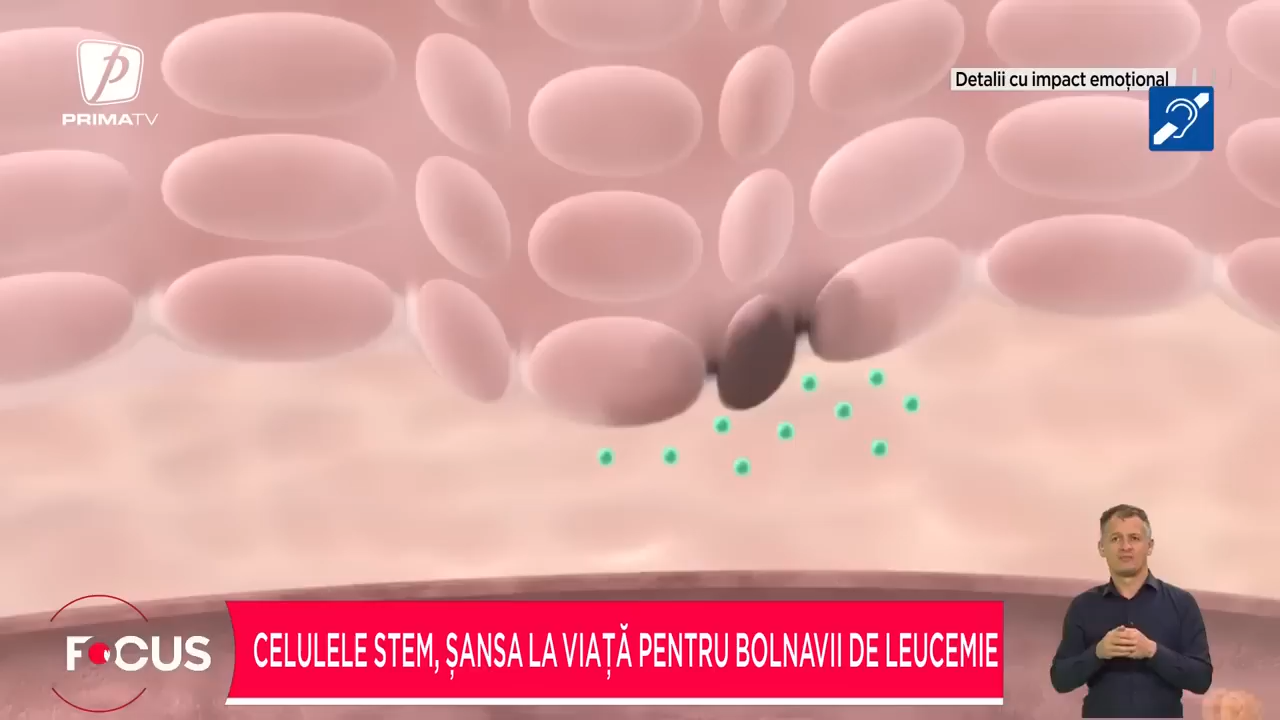 PRIMATV
Detalii cu impact emoțional
FOCUS
CELULELE STEM, ȘANSA LA VIAȚĂ PENTRU BOLNAVII DE LEUCEMIE